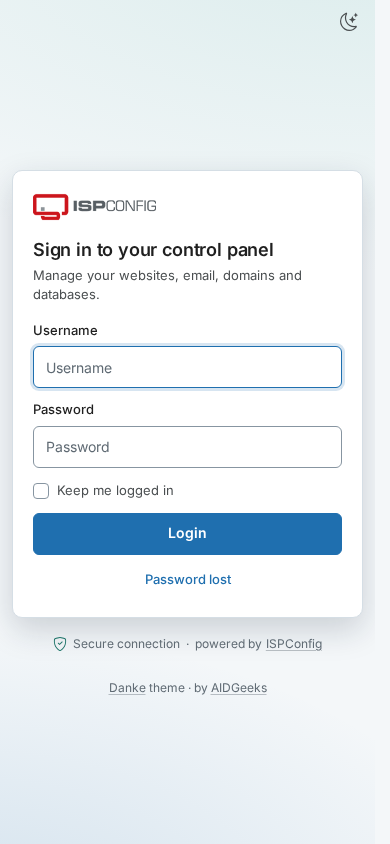 ISPCONFIG
Sign in to your control panel
Manage your websites, email, domains and
databases.
Username
Username
Password
Password
Keep me logged in
Login
Password lost
Secure connection · powered by ISPConfig
Danke theme · by AIDGeeks